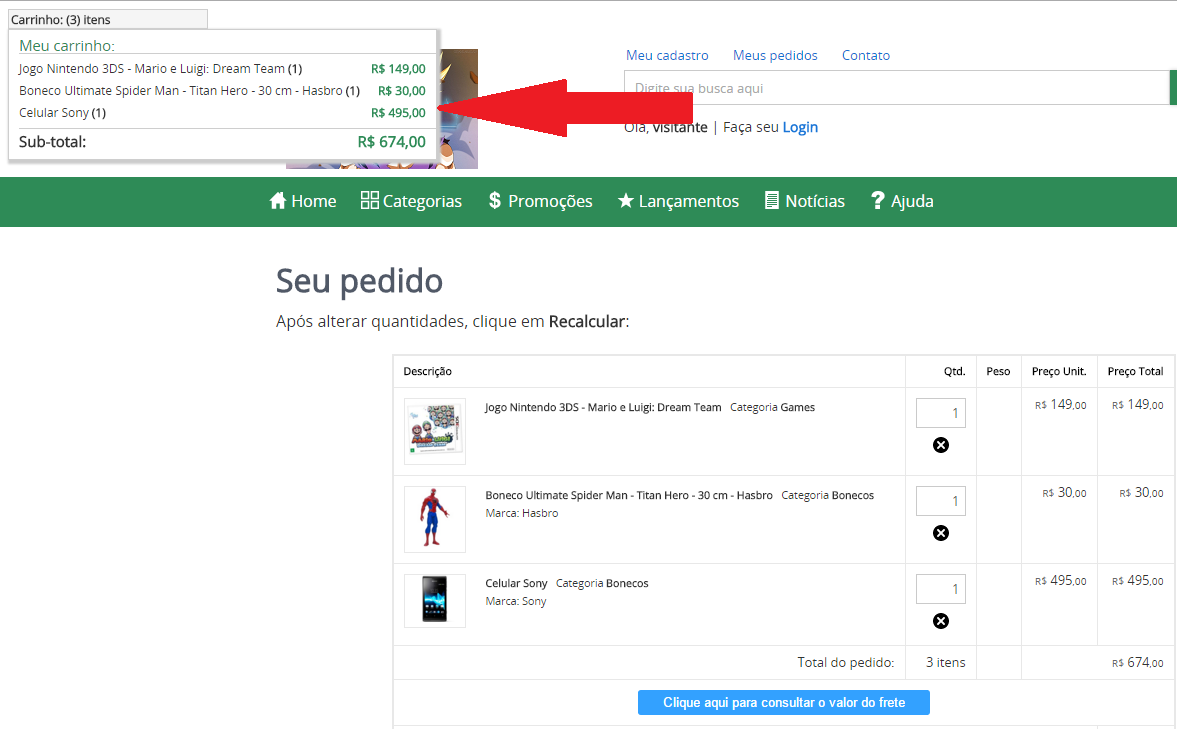 Carrinho: (3) itens
Meu carrinho:
Jogo Nintendo 3DS - Mario e Luigi: Dream Team (1) R$ 149,00
Boneco Ultimate Spider Man - Titan Hero - 30 cm - Hasbro (1) R$ 30,00
Celular Sony (1) R$ 495,00
Sub-total: R$ 674,00
Meu cadastro Meus pedidos Contato
Digite sua busca aqui
Olá, visitante | Faça seu Login
Home Categorias $ Promoções Lançamentos Notícias ? Ajuda
Seu pedido
Após alterar quantidades, clique em Recalcular:
Descrição Qtd. Peso Preço Unit. Preço Total
Jogo Nintendo 3DS - Mario e Luigi: Dream Team Categoria Games 1 R$ 149,00 R$ 149,00
Boneco Ultimate Spider Man - Titan Hero - 30 cm - Hasbro Categoria Bonecos 1 R$ 30,00 R$ 30,00
Marca: Hasbro
Celular Sony Categoria Bonecos 1 R$ 495,00 R$ 495,00
Marca: Sony
Total do pedido: 3 itens R$ 674,00
Clique aqui para consultar o valor do frete